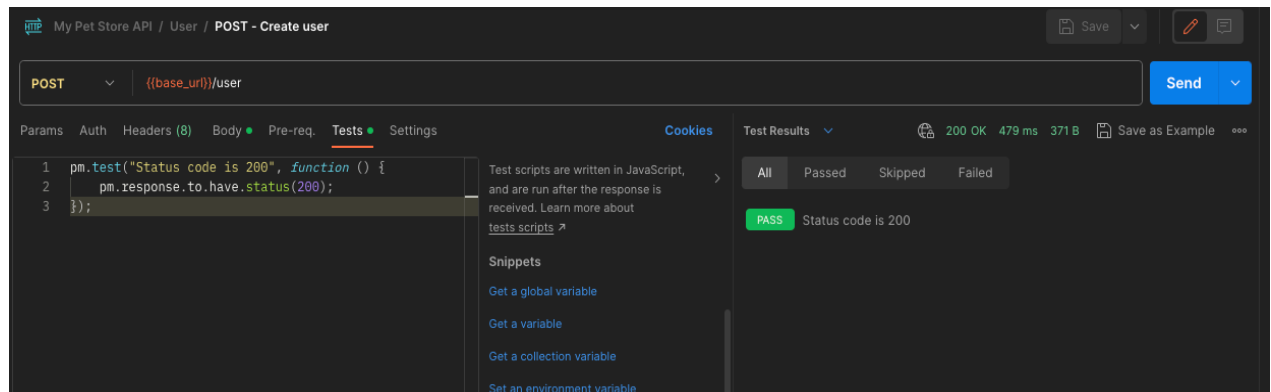 HTTP My Pet Store API / User / POST - Create user
Save
POST {{base_url}}/user
Send
Params Auth Headers (8) Body Pre-req. Tests Settings Cookies
1 pm.test("Status code is 200", function () {
2 pm.response.to.have.status(200);
3 });
Test scripts are written in JavaScript,
and are run after the response is
received. Learn more about
tests scripts
Snippets
Get a global variable
Get a variable
Get a collection variable
Set an environment variable
Test Results 200 OK 479 ms 371 B Save as Example
All Passed Skipped Failed
PASS Status code is 200